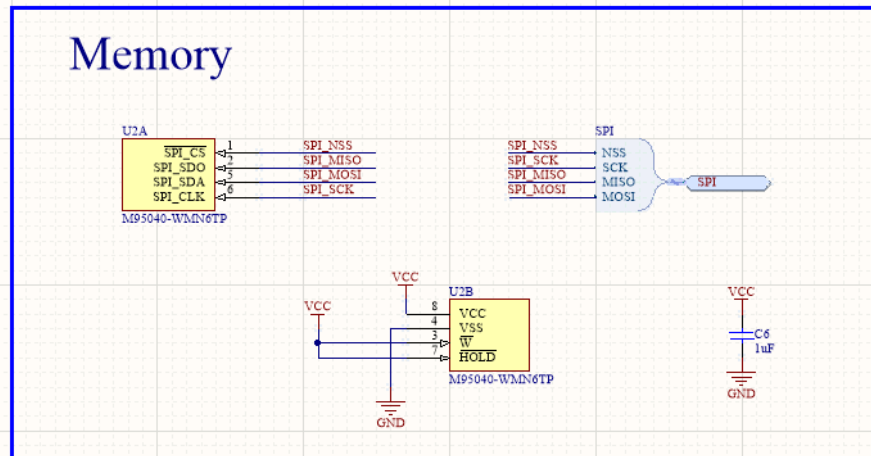 Memory
U2A
SPI_CS 1 SPI_NSS
SPI_SDO 2 SPI_MISO
SPI_SDA 5 SPI_MOSI
SPI_CLK 6 SPI_SCK
M95040-WMN6TP
SPI
SPI_NSS NSS
SPI_SCK SCK
SPI_MISO MISO
SPI_MOSI MOSI
SPI
VCC
VCC
U2B
8 VCC
4 VSS
3 W
7 HOLD
M95040-WMN6TP
GND
VCC
C6
1uF
GND